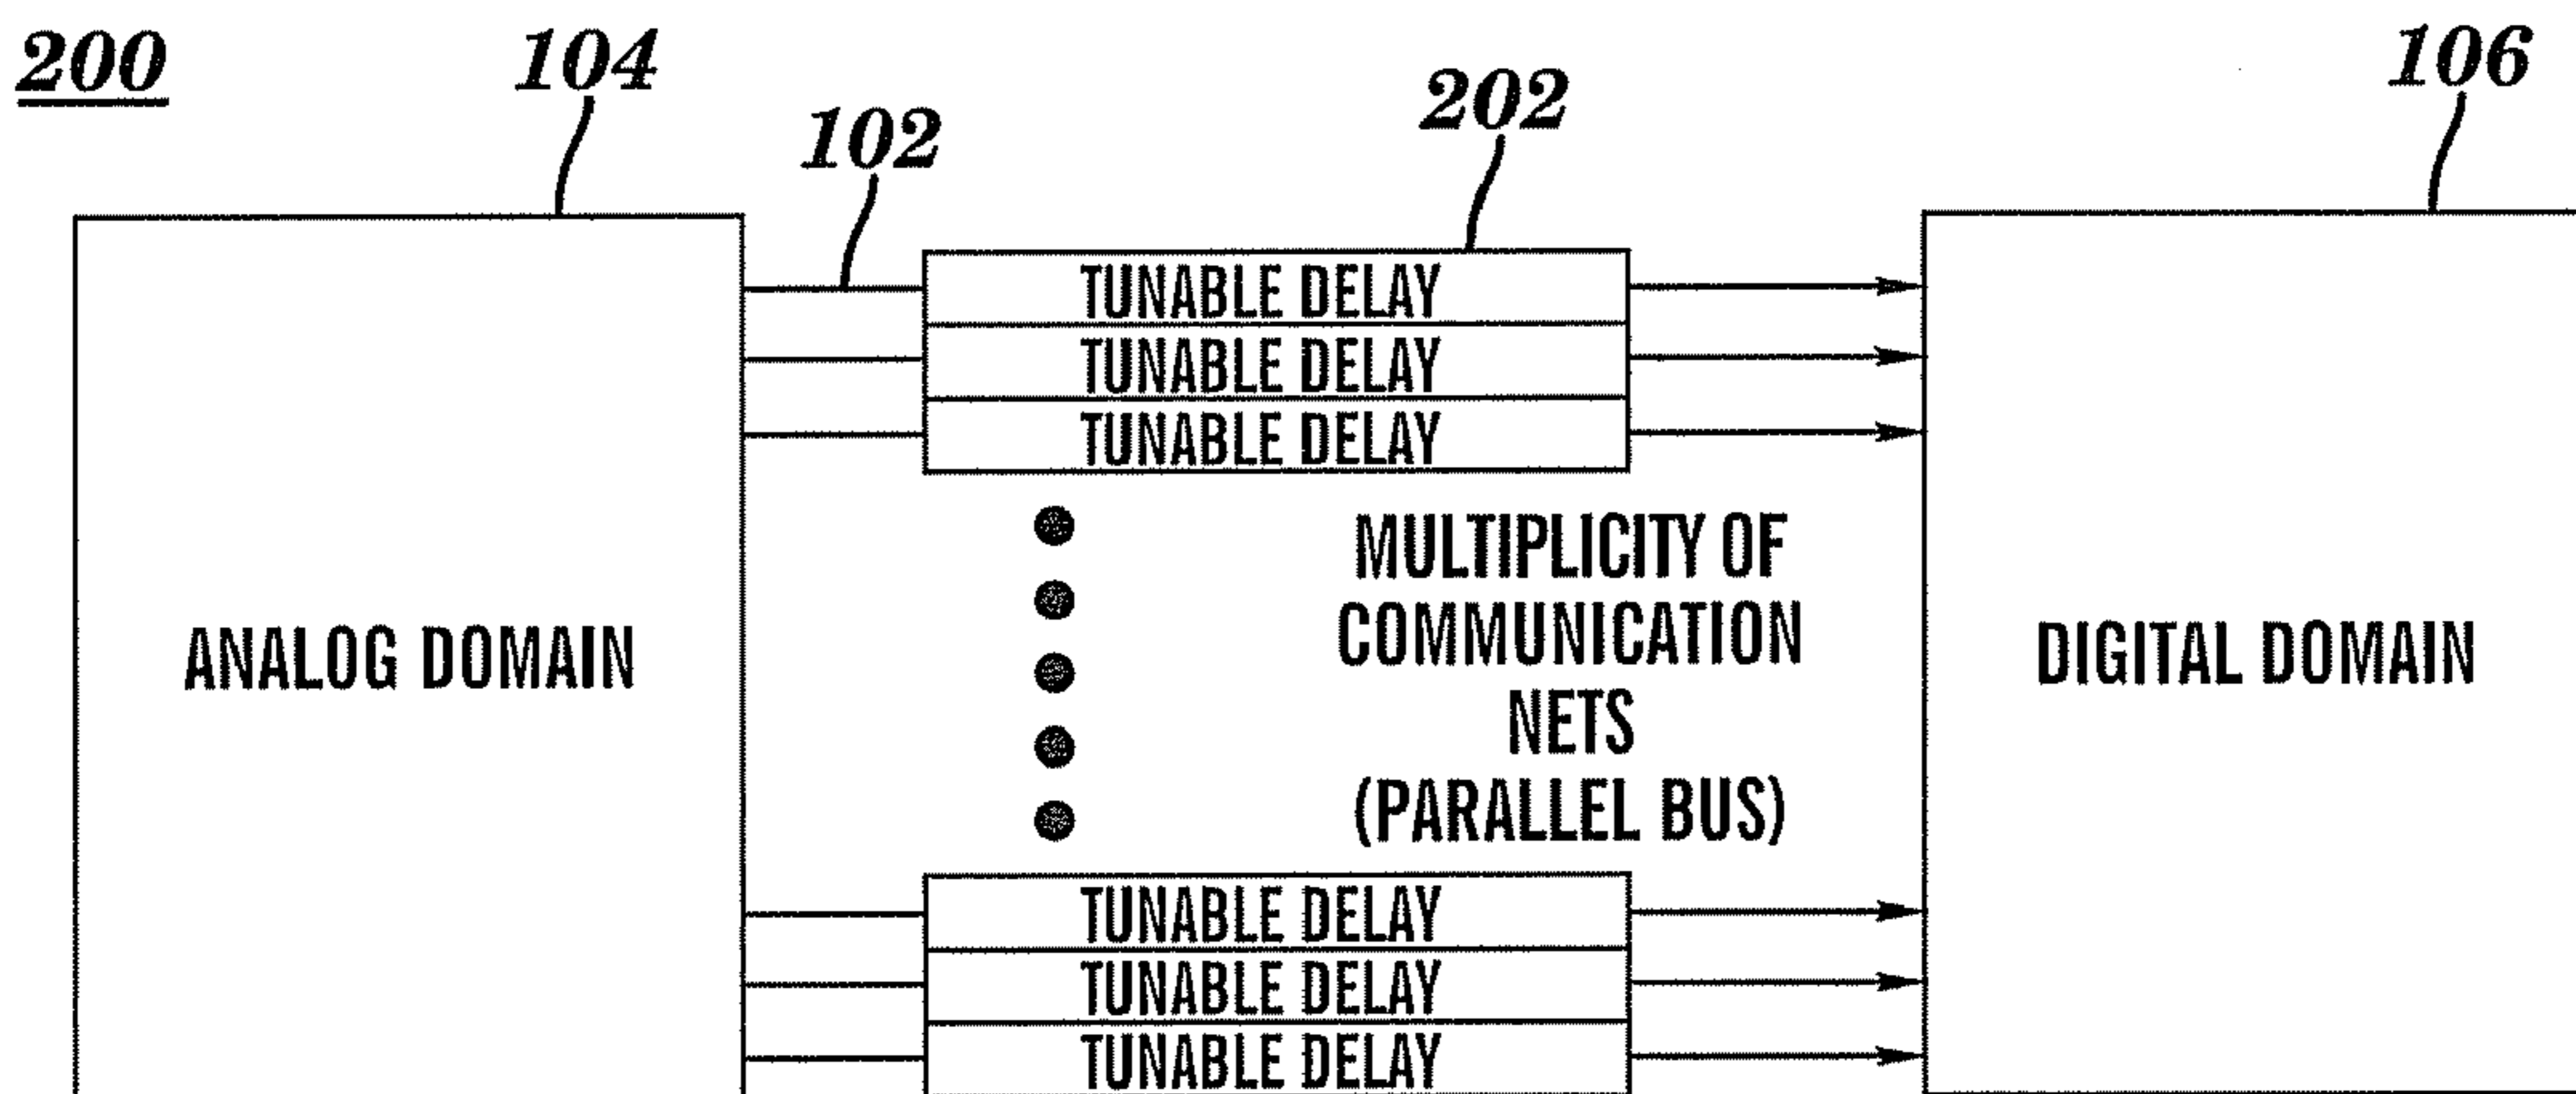 200
104
102
202
106
TUNABLE DELAY
TUNABLE DELAY
TUNABLE DELAY
ANALOG DOMAIN
MULTIPLICITY OF
COMMUNICATION
NETS
(PARALLEL BUS)
DIGITAL DOMAIN
TUNABLE DELAY
TUNABLE DELAY
TUNABLE DELAY